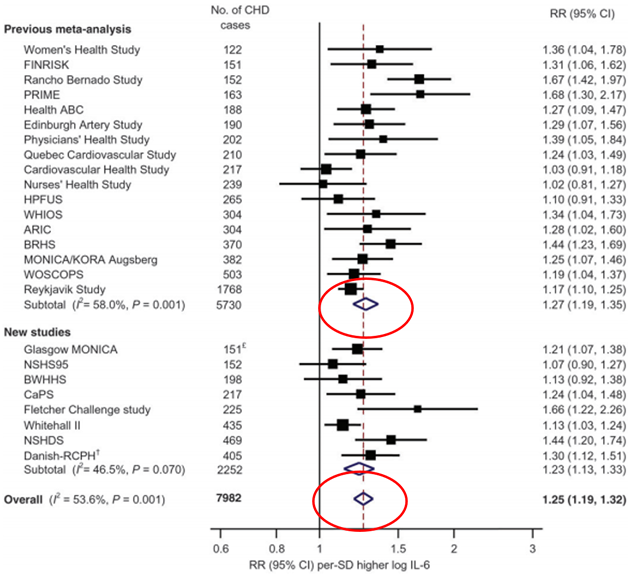 No. of CHD cases RR (95% CI)
Previous meta-analysis
Women's Health Study 122 1.36 (1.04, 1.78)
FINRISK 151 1.31 (1.06, 1.62)
Rancho Bernado Study 152 1.67 (1.42, 1.97)
PRIME 163 1.68 (1.30, 2.17)
Health ABC 188 1.27 (1.09, 1.47)
Edinburgh Artery Study 190 1.29 (1.07, 1.56)
Physicians' Health Study 202 1.39 (1.05, 1.84)
Quebec Cardiovascular Study 210 1.24 (1.03, 1.49)
Cardiovascular Health Study 217 1.03 (0.91, 1.18)
Nurses' Health Study 239 1.02 (0.81, 1.27)
HPFUS 265 1.10 (0.91, 1.33)
WHIOS 304 1.34 (1.04, 1.73)
ARIC 304 1.28 (1.02, 1.60)
BRHS 370 1.44 (1.23, 1.69)
MONICA/KORA Augsberg 382 1.25 (1.07, 1.46)
WOSCOPS 503 1.19 (1.04, 1.37)
Reykjavik Study 1768 1.17 (1.10, 1.25)
Subtotal (I²= 58.0%, P = 0.001) 5730 1.27 (1.19, 1.35)
New studies
Glasgow MONICA 151£ 1.21 (1.07, 1.38)
NSHS95 152 1.07 (0.90, 1.27)
BWHHS 198 1.13 (0.92, 1.38)
CaPS 217 1.24 (1.04, 1.48)
Fletcher Challenge study 225 1.66 (1.22, 2.26)
Whitehall II 435 1.13 (1.03, 1.24)
NSHDS 469 1.44 (1.20, 1.74)
Danish-RCPH† 405 1.30 (1.12, 1.51)
Subtotal (I²= 46.5%, P = 0.070) 2252 1.23 (1.13, 1.33)
Overall (I² = 53.6%, P = 0.001) 7982 1.25 (1.19, 1.32)
0.6 0.8 1 1.5 2 3
RR (95% CI) per-SD higher log IL-6